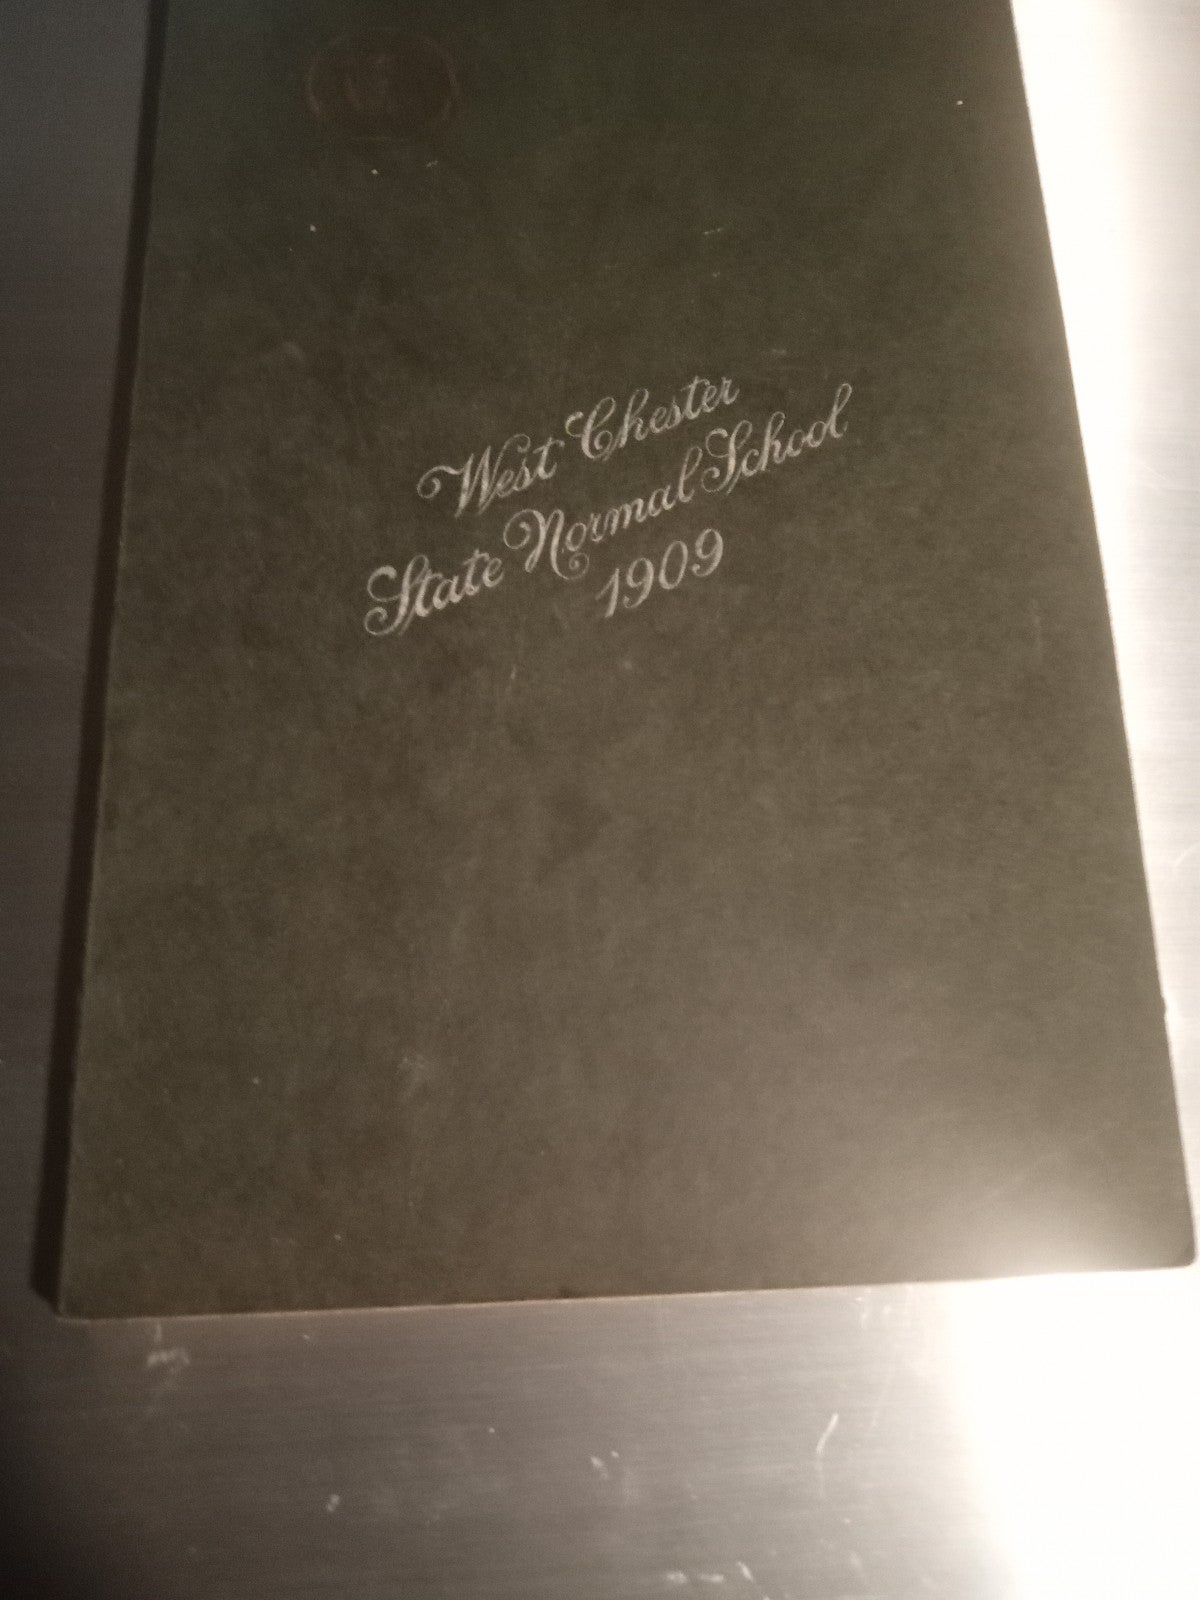 West Chester
State Normal School
1909